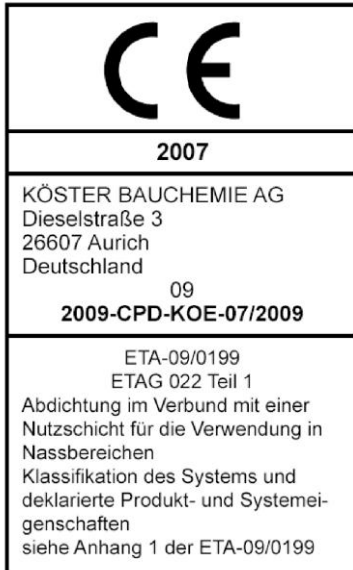 CE
2007
KÖSTER BAUCHEMIE AG
Dieselstraße 3
26607 Aurich
Deutschland
09
2009-CPD-KOE-07/2009
ETA-09/0199
ETAG 022 Teil 1
Abdichtung im Verbund mit einer
Nutzschicht für die Verwendung in
Nassbereichen
Klassifikation des Systems und
deklarierte Produkt- und Systemei-
genschaften
siehe Anhang 1 der ETA-09/0199